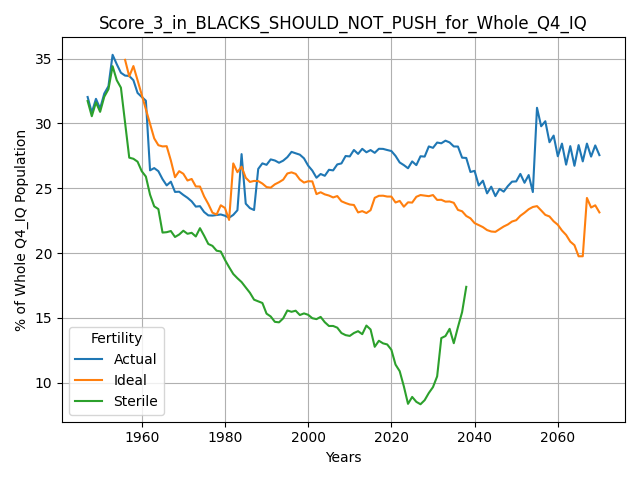 Score_3_in_BLACKS_SHOULD_NOT_PUSH_for_Whole_Q4_IQ
% of Whole Q4_IQ Population
35
30
25
20
15
10
Fertility
Actual
Ideal
Sterile
1960 1980 2000 2020 2040 2060
Years